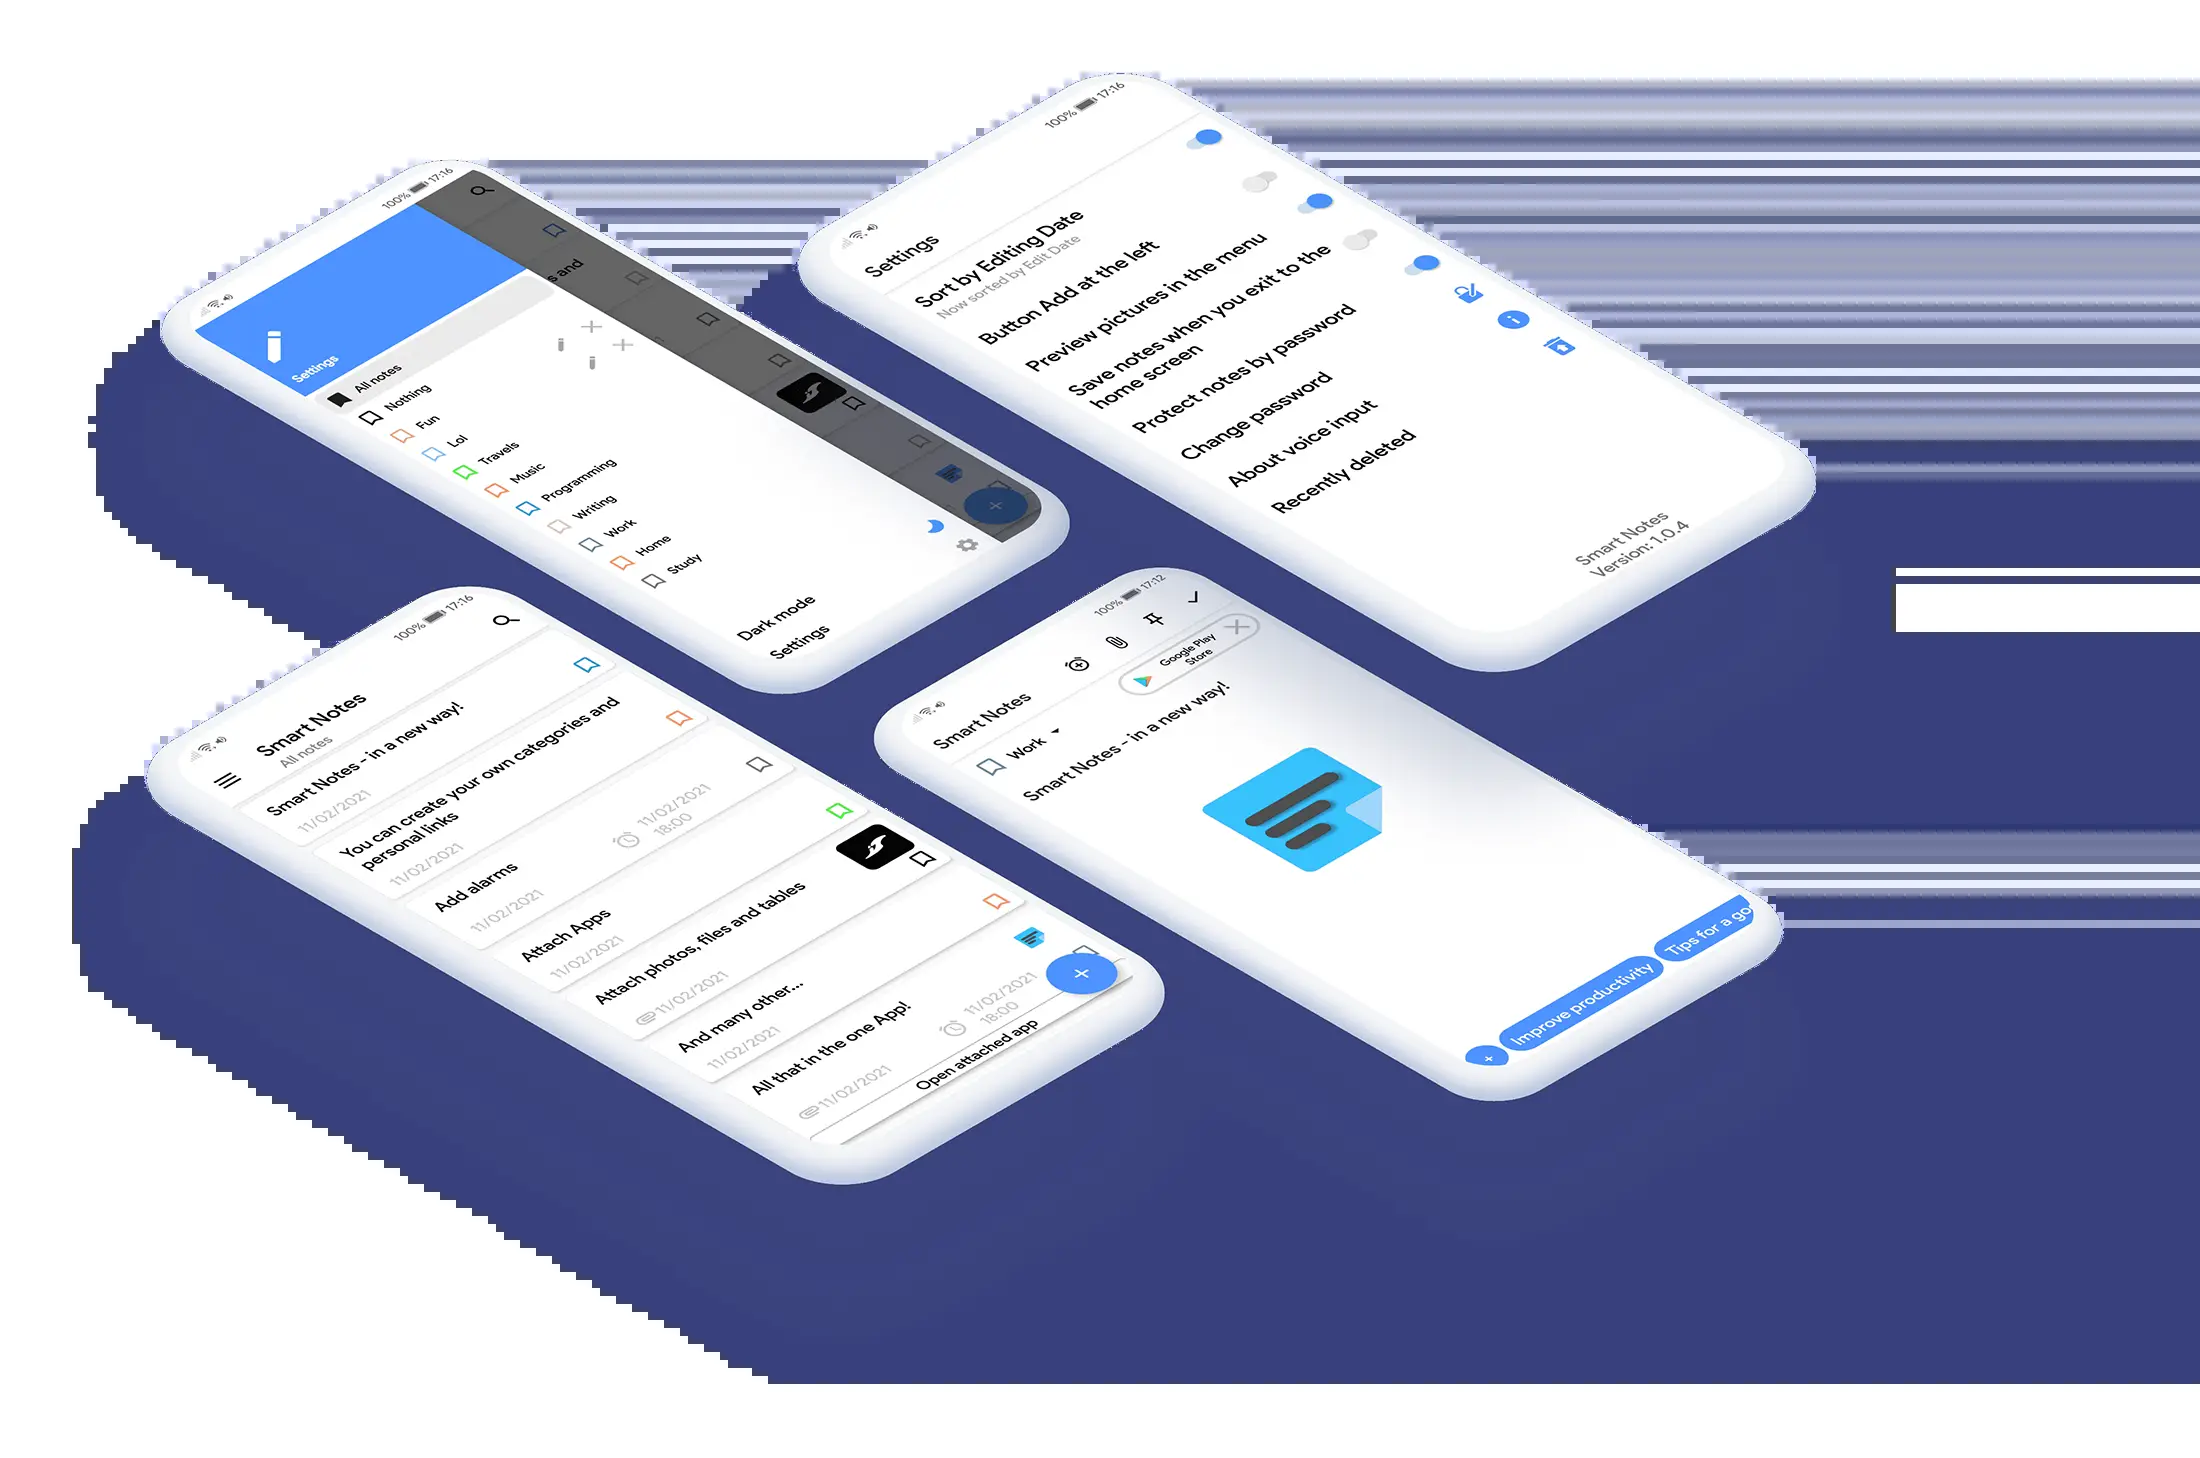 100% 17:16
Settings
All notes
Nothing
Fun
Lol
Travels
Music
Programming
Writing
Work
Home
Study
Dark mode
Settings
s and
100% 17:16
Settings
Sort by Editing Date
Now sorted by Edit Date
Button Add at the left
Preview pictures in the menu
Save notes when you exit to the
home screen
Protect notes by password
Change password
About voice input
Recently deleted
Smart Notes
Version: 1.0.4
100% 17:16
Smart Notes
All notes
Smart Notes - in a new way!
11/02/2021
You can create your own categories and
personal links
11/02/2021
Add alarms
11/02/2021
11/02/2021
18:00
Attach Apps
11/02/2021
Attach photos, files and tables
11/02/2021
And many other...
11/02/2021
All that in the one App!
11/02/2021
11/02/2021
18:00
Open attached app
100% 17:12
Smart Notes
Work
Google Play
Store
Smart Notes - in a new way!
+ Improve productivity Tips for a go